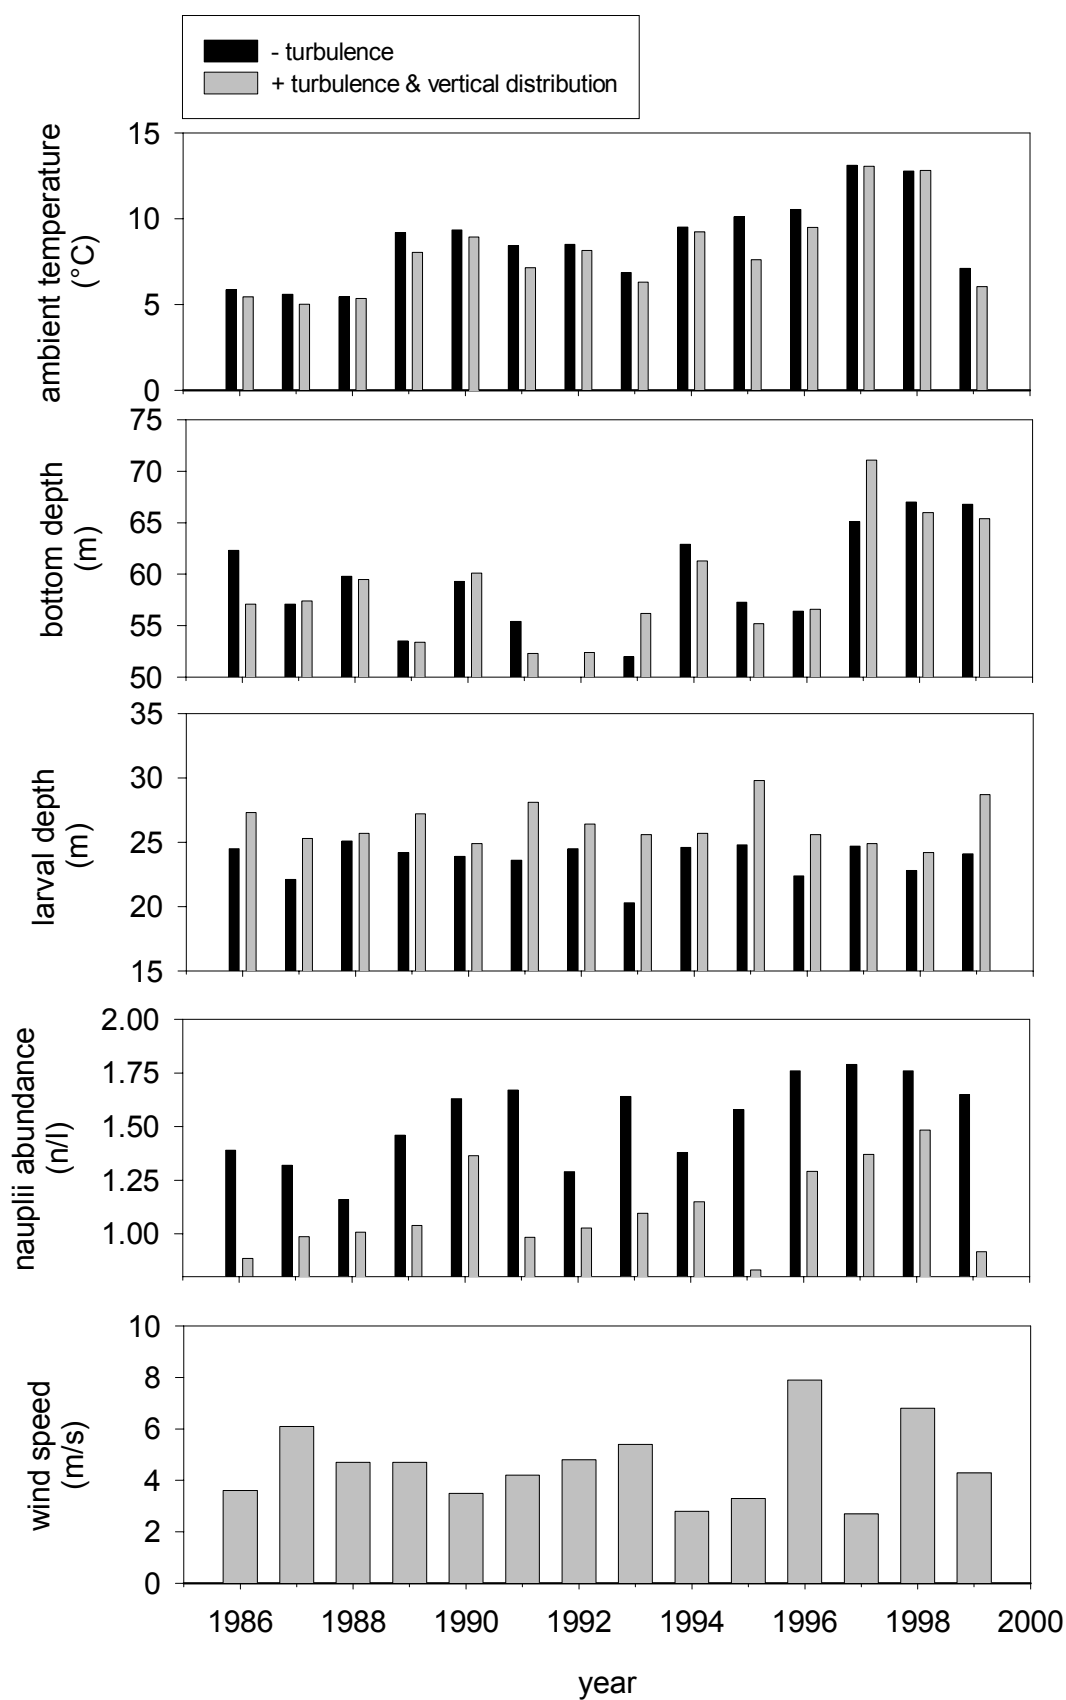 - turbulence
+ turbulence & vertical distribution
ambient temperature
(°C)
15
10
5
0
bottom depth
(m)
75
70
65
60
55
50
larval depth
(m)
35
30
25
20
15
nauplii abundance
(n/l)
2.00
1.75
1.50
1.25
1.00
wind speed
(m/s)
10
8
6
4
2
0
1986 1988 1990 1992 1994 1996 1998 2000
year